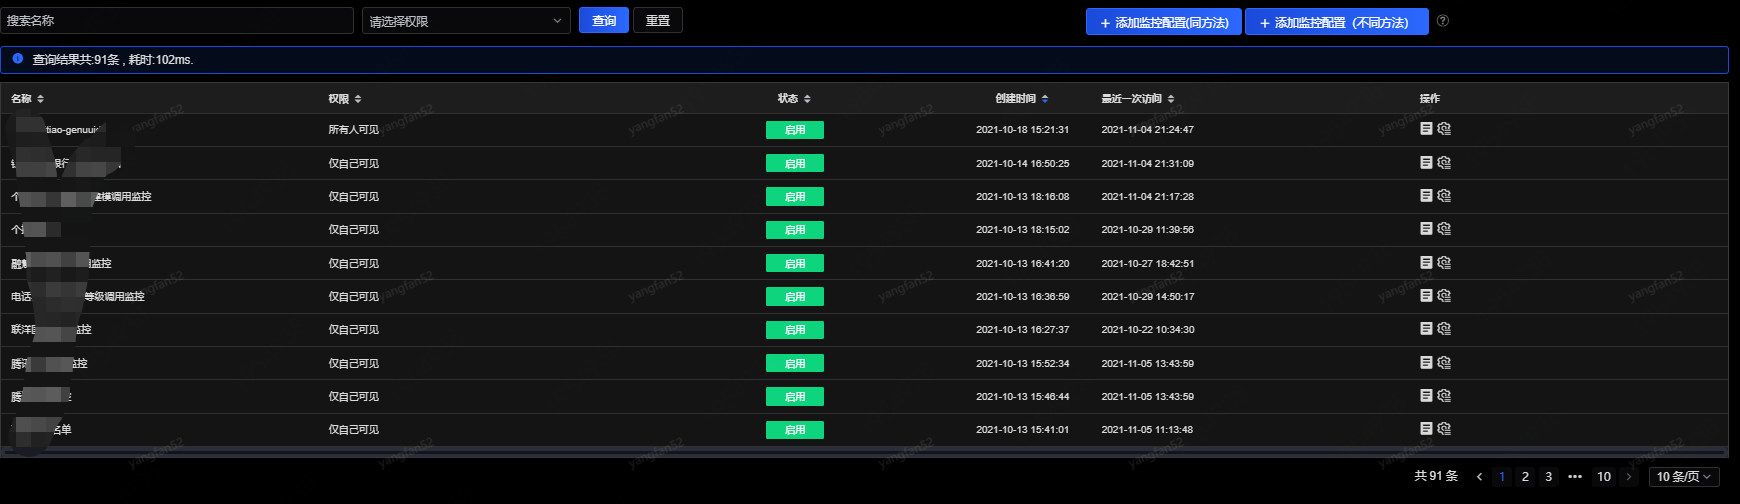 搜索名称 请选择权限 查询 重置 + 添加监控配置(同方法) + 添加监控配置（不同方法）
查询结果共:91条 , 耗时:102ms.
名称 权限 状态 创建时间 最近一次访问 操作
tiao-genuuid 所有人可见 启用 2021-10-18 15:21:31 2021-11-04 21:24:47
仅自己可见 启用 2021-10-14 16:50:25 2021-11-04 21:31:09
个 模调用监控 仅自己可见 启用 2021-10-13 18:16:08 2021-11-04 21:17:28
个 仅自己可见 启用 2021-10-13 18:15:02 2021-10-29 11:39:56
融 监控 仅自己可见 启用 2021-10-13 16:41:20 2021-10-27 18:42:51
电话 等级调用监控 仅自己可见 启用 2021-10-13 16:36:59 2021-10-29 14:50:17
联洋 监控 仅自己可见 启用 2021-10-13 16:27:37 2021-10-22 10:34:30
腾讯 监控 仅自己可见 启用 2021-10-13 15:52:34 2021-11-05 13:43:59
腾 仅自己可见 启用 2021-10-13 15:46:44 2021-11-05 13:43:59
名单 仅自己可见 启用 2021-10-13 15:41:01 2021-11-05 11:13:48
共 91 条 < 1 2 3 ••• 10 > 10 条/页
yangfan52